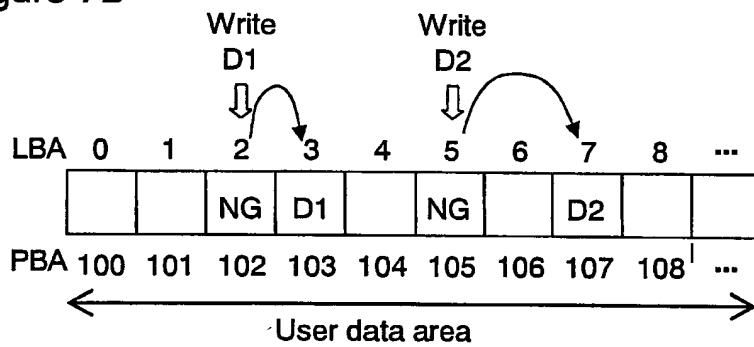 Write Write
D1 D2
LBA 0 1 2 3 4 5 6 7 8 ...
NG D1 NG D2
PBA 100 101 102 103 104 105 106 107 108 ...
User data area